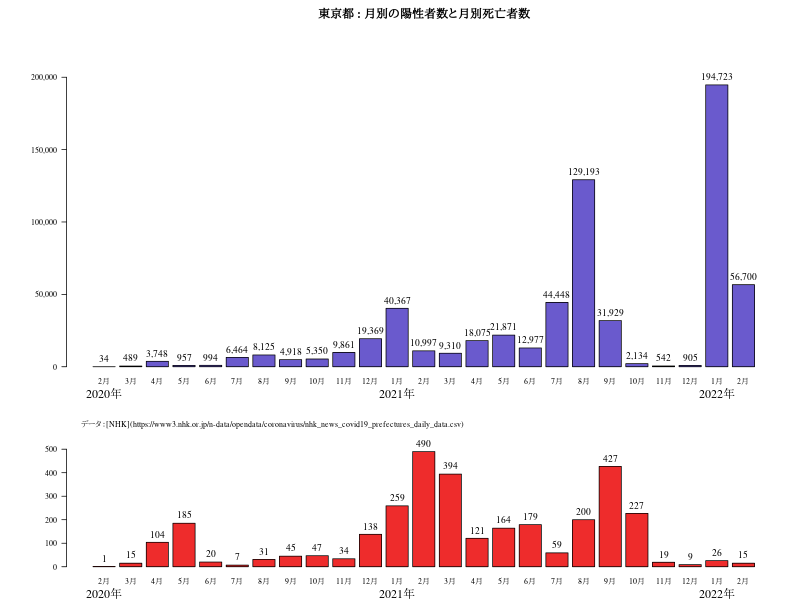 東京都 : 月別の陽性者数と月別死亡者数
200,000
150,000
100,000
50,000
0
34 489 3,748 957 994 6,464 8,125 4,918 5,350 9,861 19,369 40,367 10,997 9,310 18,075 21,871 12,977 44,448 129,193 31,929 2,134 542 905 194,723 56,700
2月 3月 4月 5月 6月 7月 8月 9月 10月 11月 12月 1月 2月 3月 4月 5月 6月 7月 8月 9月 10月 11月 12月 1月 2月
2020年 2021年 2022年
データ：[NHK](https://www3.nhk.or.jp/n-data/opendata/coronavirus/nhk_news_covid19_prefectures_daily_data.csv)
500
400
300
200
100
0
1 15 104 185 20 7 31 45 47 34 138 259 490 394 121 164 179 59 200 427 227 19 9 26 15
2月 3月 4月 5月 6月 7月 8月 9月 10月 11月 12月 1月 2月 3月 4月 5月 6月 7月 8月 9月 10月 11月 12月 1月 2月
2020年 2021年 2022年